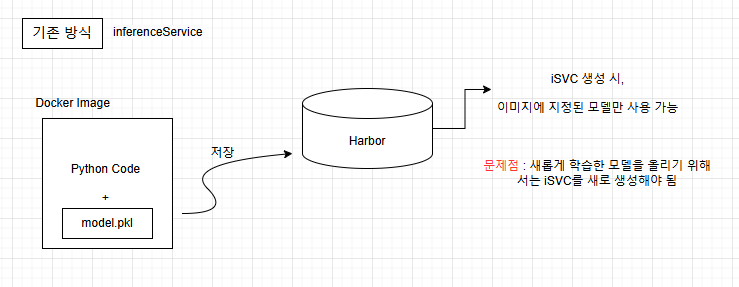 기존 방식
inferenceService
Docker Image
Python Code
+
model.pkl
저장
Harbor
iSVC 생성 시,
이미지에 지정된 모델만 사용 가능
문제점 : 새롭게 학습한 모델을 올리기 위해
서는 iSVC를 새로 생성해야 됨